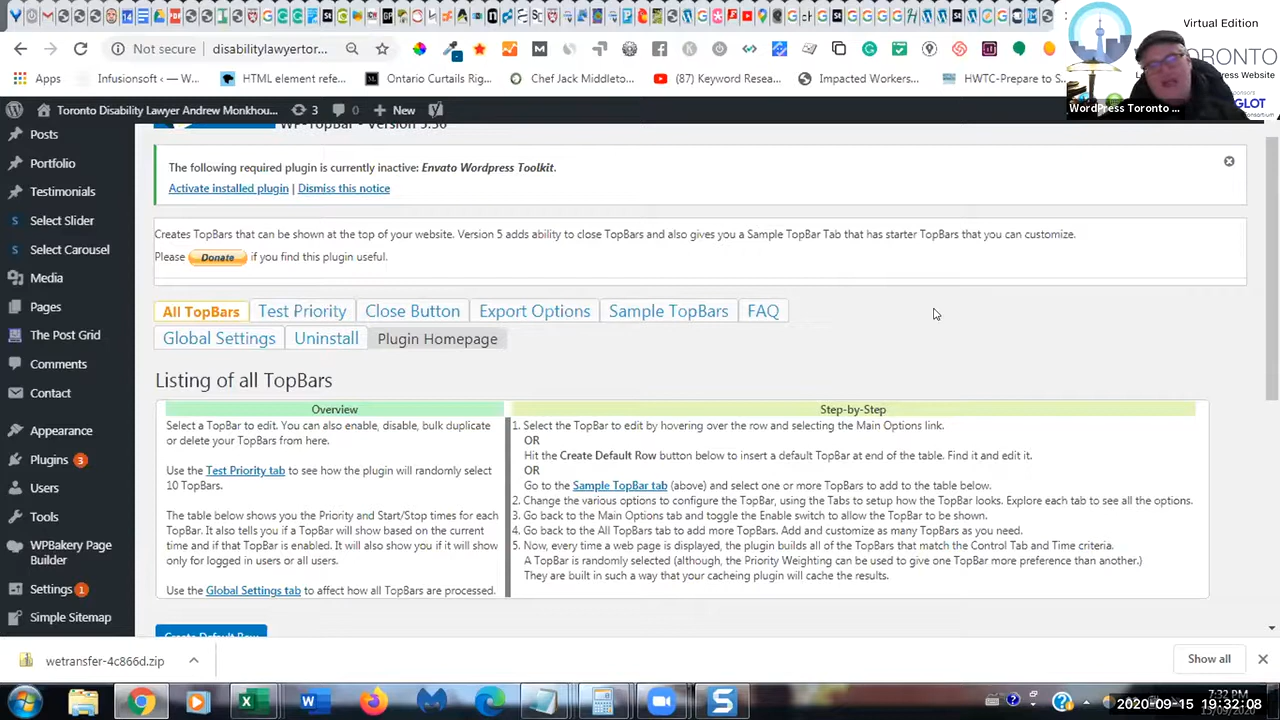 Virtual Edition
Not secure
disabilitylawyertor...
TORONTO
Apps
Infusionsoft < — W...
HTML element refe...
Ontario Curtails Rig...
Chef Jack Middleto...
(87) Keyword Resea...
Impacted Workers...
HWTC-Prepare to S...
WordPress Toronto ...
Toronto Disability Lawyer Andrew Monkhou...
3
0
New
Posts
Portfolio
Testimonials
Select Slider
Select Carousel
Media
Pages
The Post Grid
Comments
Contact
Appearance
Plugins 3
Users
Tools
WPBakery Page
Builder
Settings 1
Simple Sitemap
WP-TopBar - Version 5.36
The following required plugin is currently inactive: Envato Wordpress Toolkit.
Activate installed plugin | Dismiss this notice
Creates TopBars that can be shown at the top of your website. Version 5 adds ability to close TopBars and also gives you a Sample TopBar Tab that has starter TopBars that you can customize.
Please Donate if you find this plugin useful.
All TopBars
Test Priority
Close Button
Export Options
Sample TopBars
FAQ
Global Settings
Uninstall
Plugin Homepage
Listing of all TopBars
Overview
Select a TopBar to edit. You can also enable, disable, bulk duplicate
or delete your TopBars from here.
Use the Test Priority tab to see how the plugin will randomly select
10 TopBars.
The table below shows you the Priority and Start/Stop times for each
TopBar. It also tells you if a TopBar will show based on the current
time and if that TopBar is enabled. It will also show you if it will show
only for logged in users or all users.
Use the Global Settings tab to affect how all TopBars are processed.
Step-by-Step
1. Select the TopBar to edit by hovering over the row and selecting the Main Options link.
OR
Hit the Create Default Row button below to insert a default TopBar at end of the table. Find it and edit it.
OR
Go to the Sample TopBar tab (above) and select one or more TopBars to add to the table below.
2. Change the various options to configure the TopBar, using the Tabs to setup how the TopBar looks. Explore each tab to see all the options.
3. Go back to the Main Options tab and toggle the Enable switch to allow the TopBar to be shown.
4. Go back to the All TopBars tab to add more TopBars. Add and customize as many TopBars as you need.
5. Now, every time a web page is displayed, the plugin builds all of the TopBars that match the Control Tab and Time criteria.
A TopBar is randomly selected (although, the Priority Weighting can be used to give one TopBar more preference than another.)
They are built in such a way that your cacheing plugin will cache the results.
Create Default Row
wetransfer-4c866d.zip
Show all
7:32 PM
2020-09-15 19:32:08